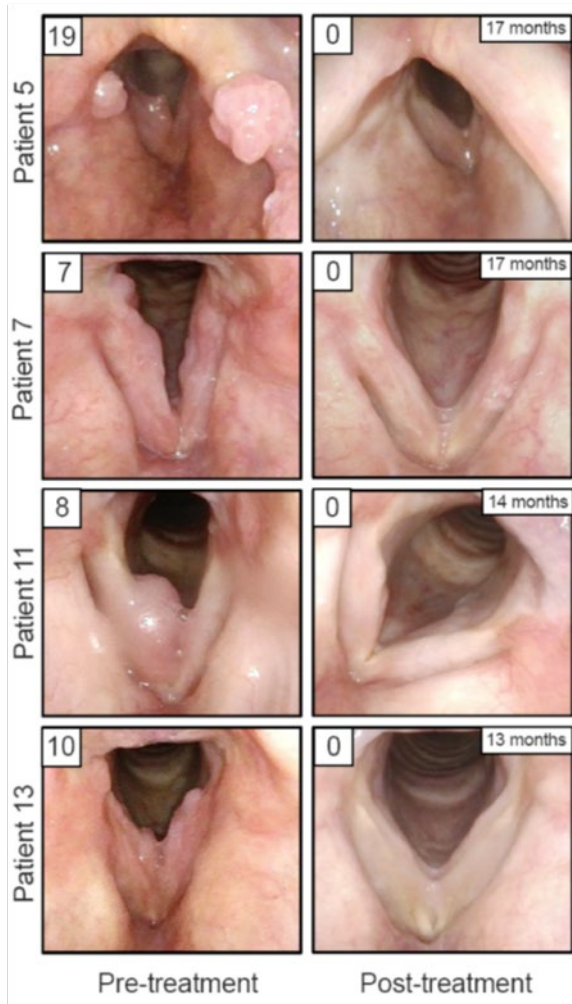 Patient 5
19
0
17 months
Patient 7
7
0
17 months
Patient 11
8
0
14 months
Patient 13
10
0
13 months
Pre-treatment
Post-treatment